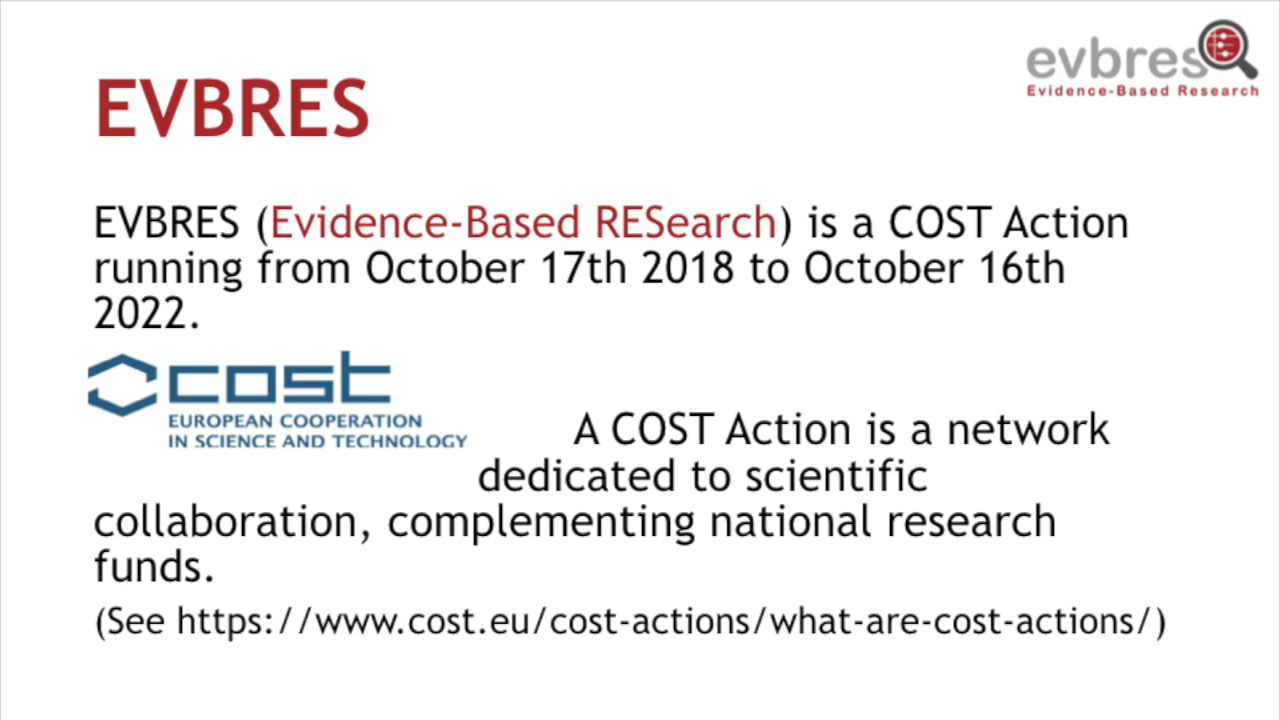 evbres
Evidence-Based Research
EVBRES
EVBRES (Evidence-Based RESearch) is a COST Action
running from October 17th 2018 to October 16th
2022.
cost
EUROPEAN COOPERATION
IN SCIENCE AND TECHNOLOGY
A COST Action is a network
dedicated to scientific
collaboration, complementing national research
funds.
(See https://www.cost.eu/cost-actions/what-are-cost-actions/)